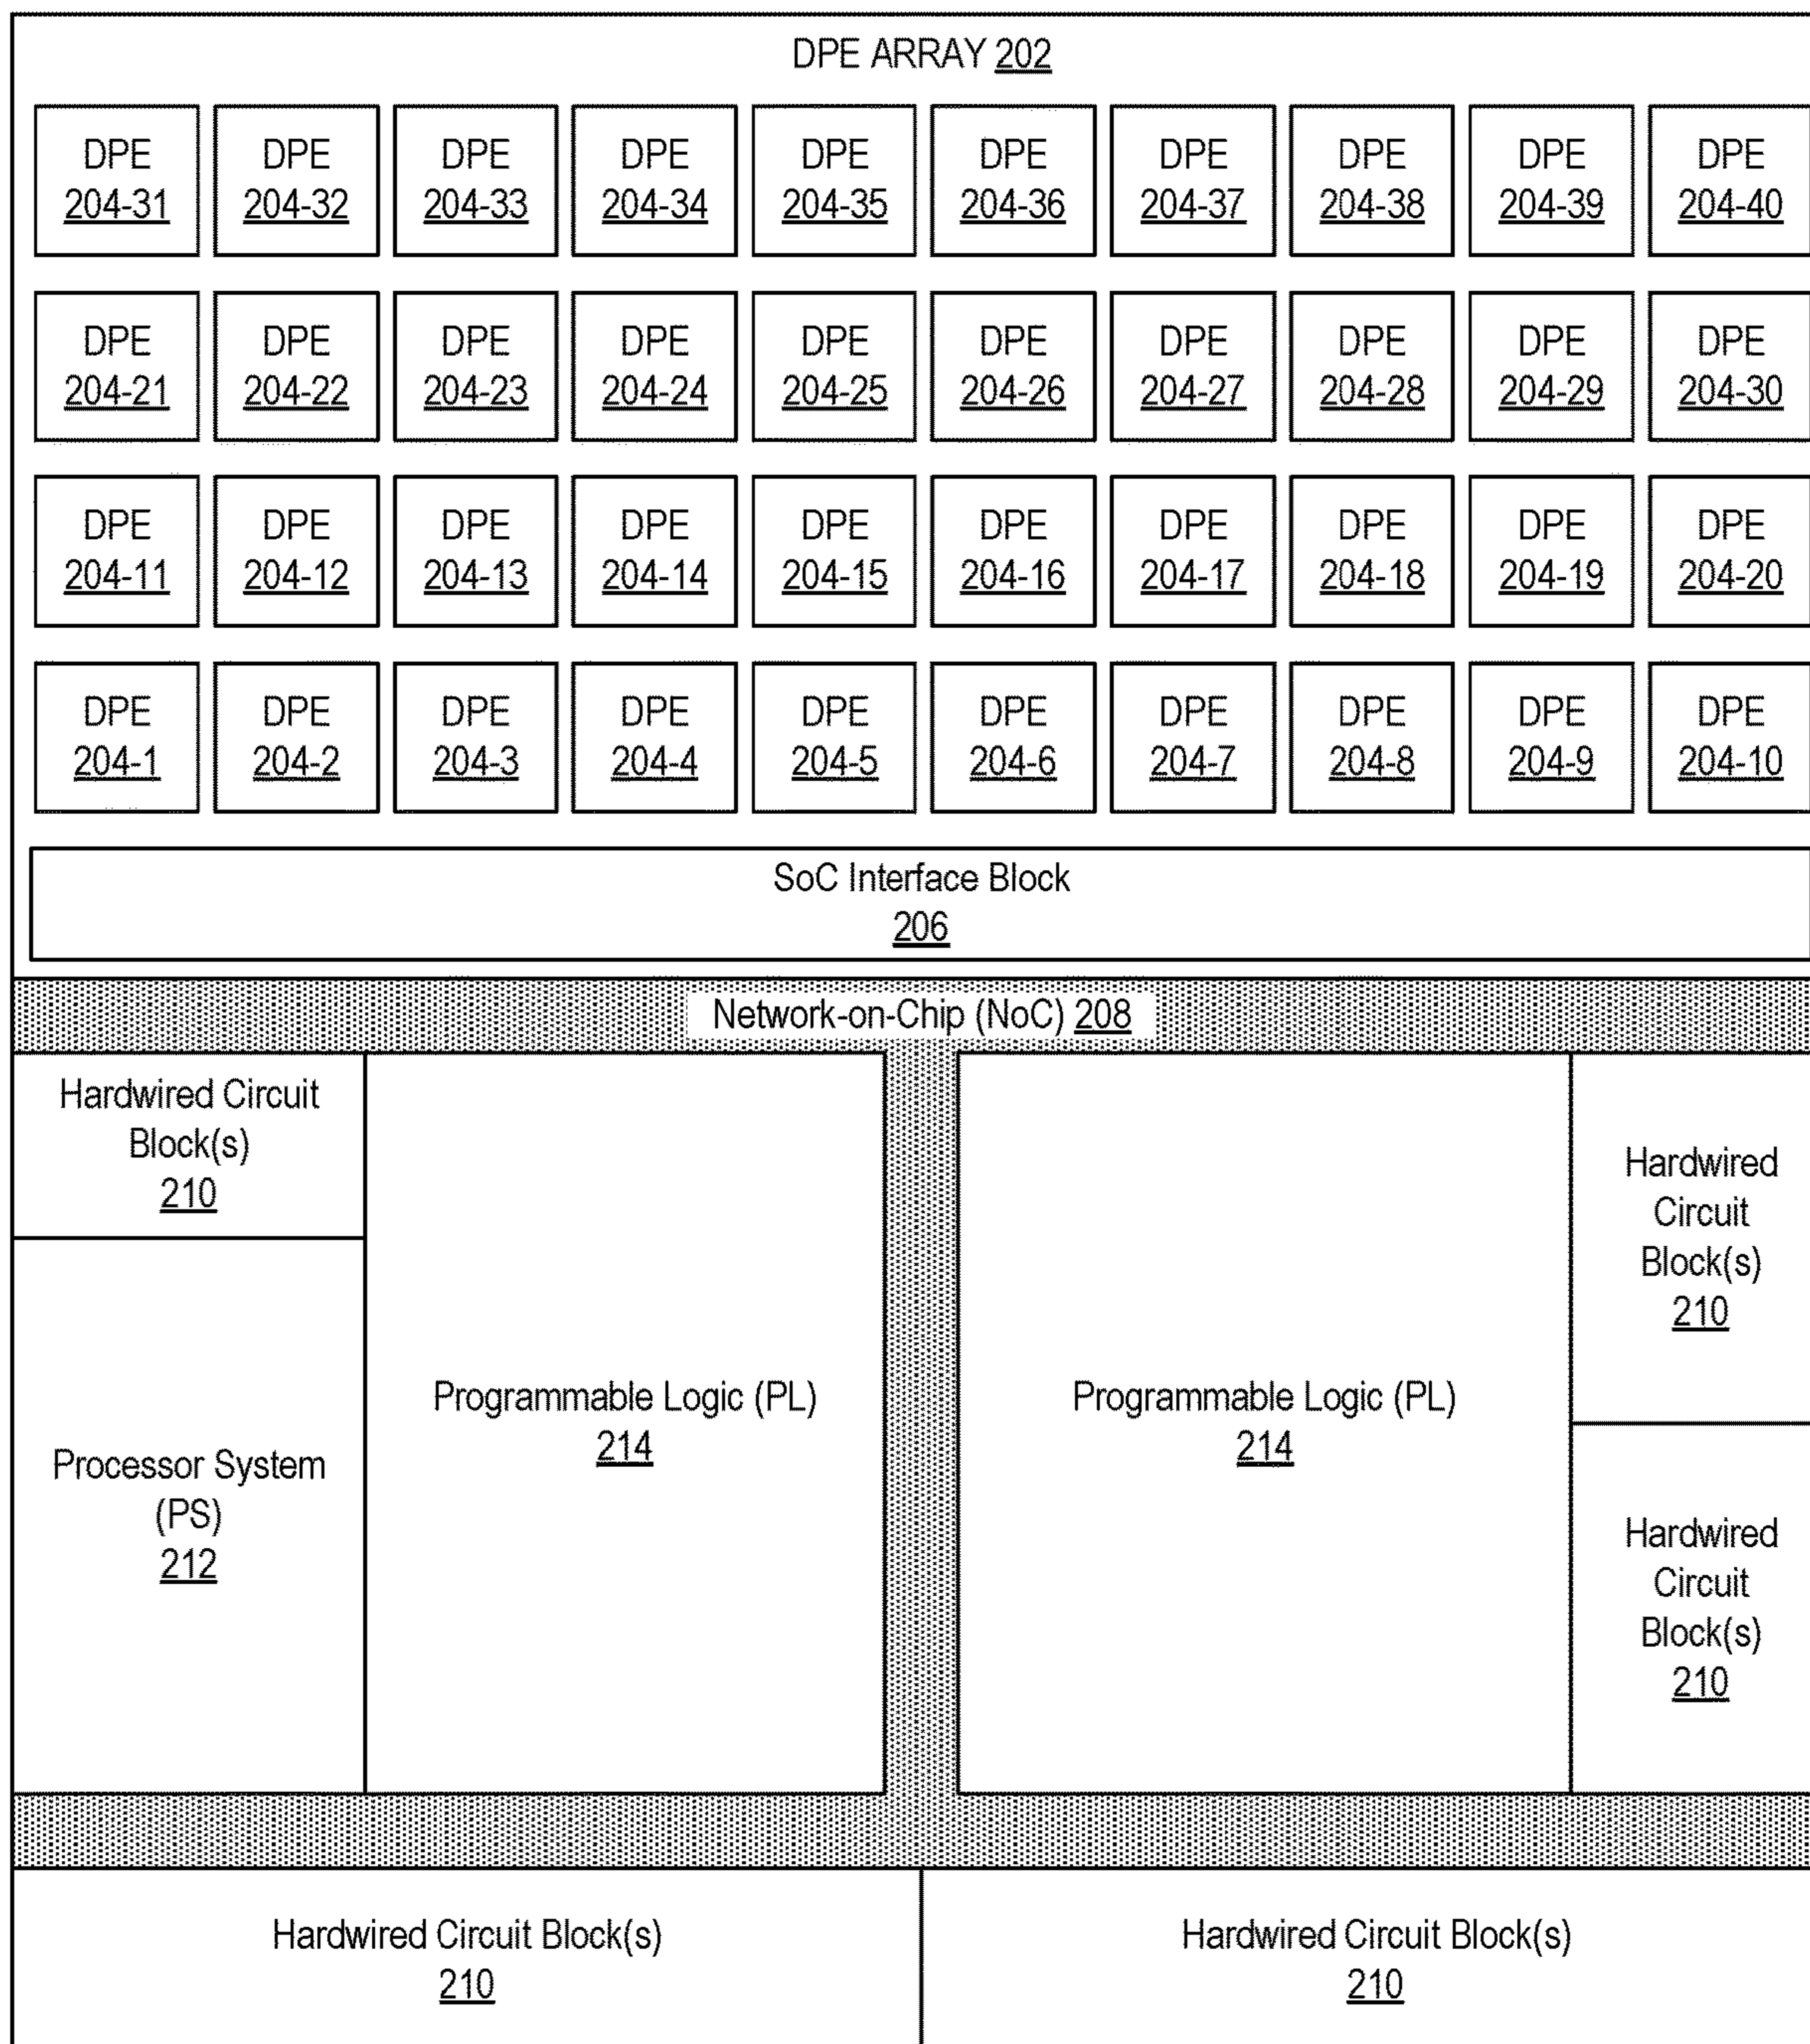 DPE ARRAY 202
DPE DPE DPE DPE DPE DPE DPE DPE DPE DPE
204-31 204-32 204-33 204-34 204-35 204-36 204-37 204-38 204-39 204-40
DPE DPE DPE DPE DPE DPE DPE DPE DPE DPE
204-21 204-22 204-23 204-24 204-25 204-26 204-27 204-28 204-29 204-30
DPE DPE DPE DPE DPE DPE DPE DPE DPE DPE
204-11 204-12 204-13 204-14 204-15 204-16 204-17 204-18 204-19 204-20
DPE DPE DPE DPE DPE DPE DPE DPE DPE DPE
204-1 204-2 204-3 204-4 204-5 204-6 204-7 204-8 204-9 204-10
SoC Interface Block
206
Network-on-Chip (NoC) 208
Hardwired Circuit
Block(s)
210
Processor System
(PS)
212
Programmable Logic (PL)
214
Programmable Logic (PL)
214
Hardwired
Circuit
Block(s)
210
Hardwired
Circuit
Block(s)
210
Hardwired Circuit Block(s)
210
Hardwired Circuit Block(s)
210